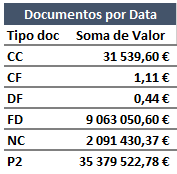 Documentos por Data
Tipo doc Soma de Valor
CC 31 539,60 €
CF 1,11 €
DF 0,44 €
FD 9 063 050,60 €
NC 2 091 430,37 €
P2 35 379 522,78 €